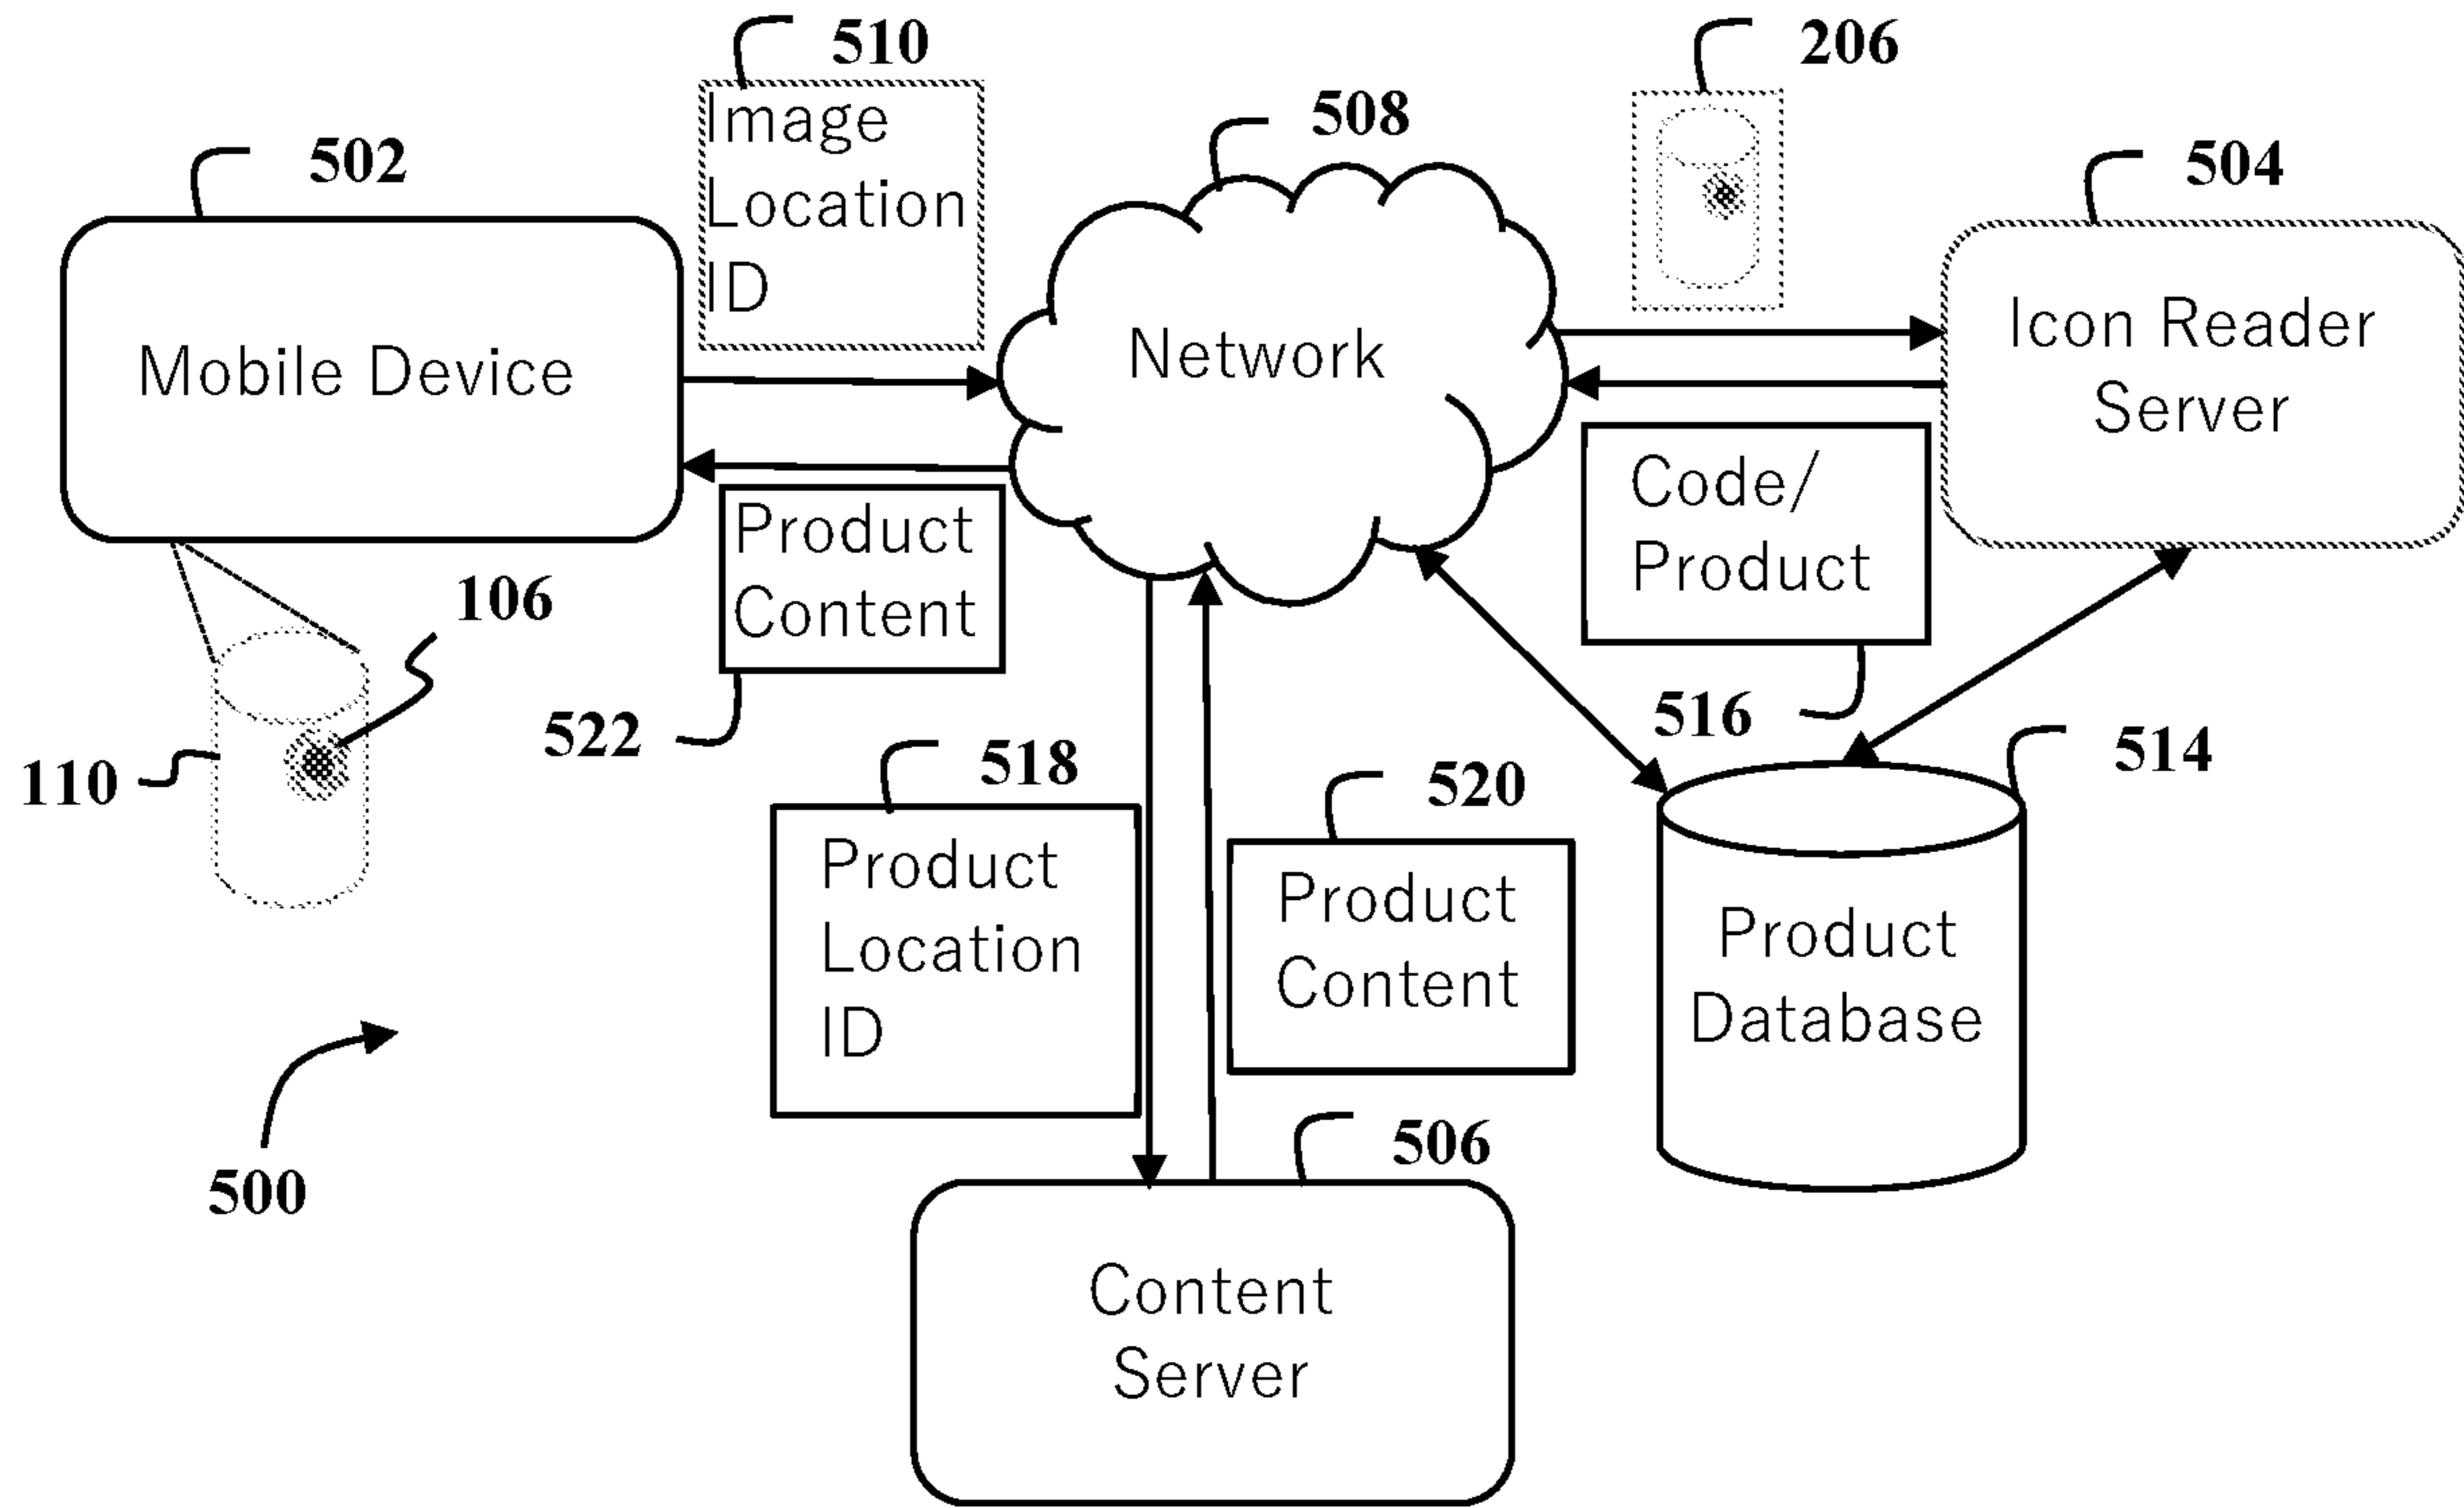 510
206
508
502
504
Image
Location
ID
Mobile Device
Network
Icon Reader
Server
Code/
Product
Product
Content
106
522
516
110
518
520
514
Product
Location
ID
Product
Content
Product
Database
500
506
Content
Server